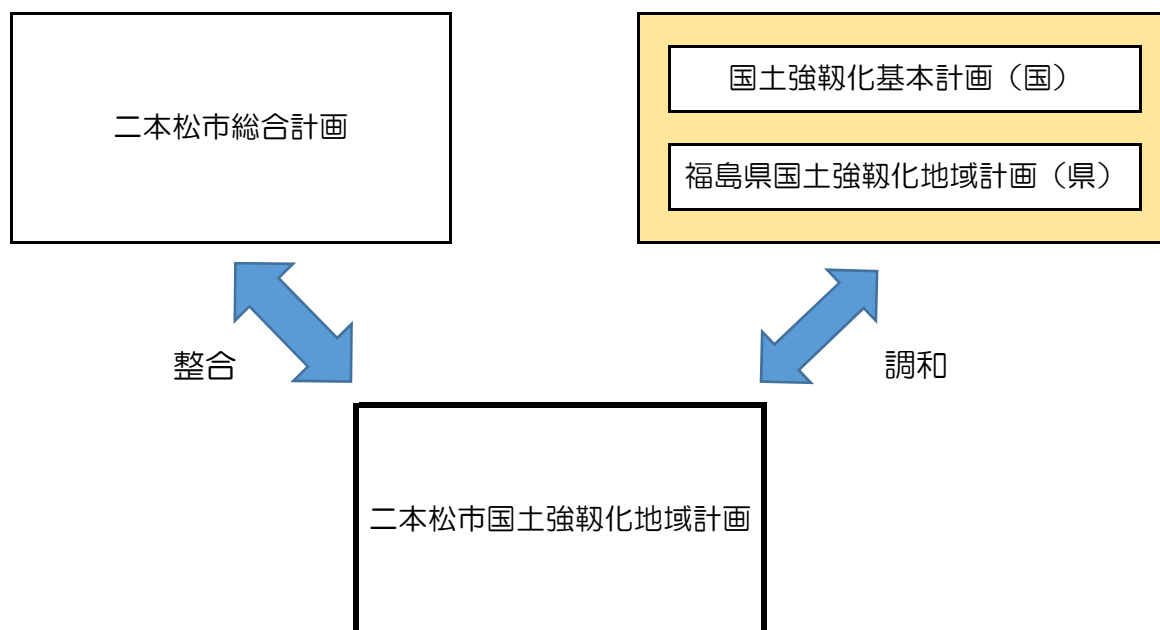 二本松市総合計画
国土強靱化基本計画（国）
福島県国土強靱化地域計画（県）
整合
調和
二本松市国土強靱化地域計画